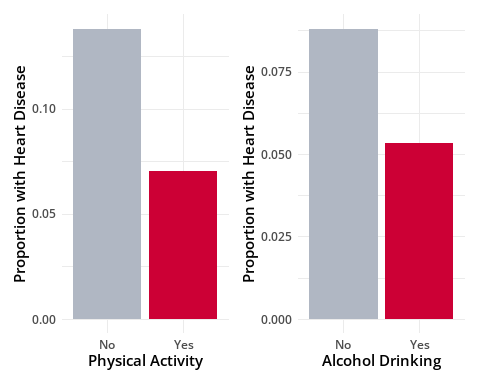 Proportion with Heart Disease
0.10
0.05
0.00
No
Yes
Physical Activity
Proportion with Heart Disease
0.075
0.050
0.025
0.000
No
Yes
Alcohol Drinking